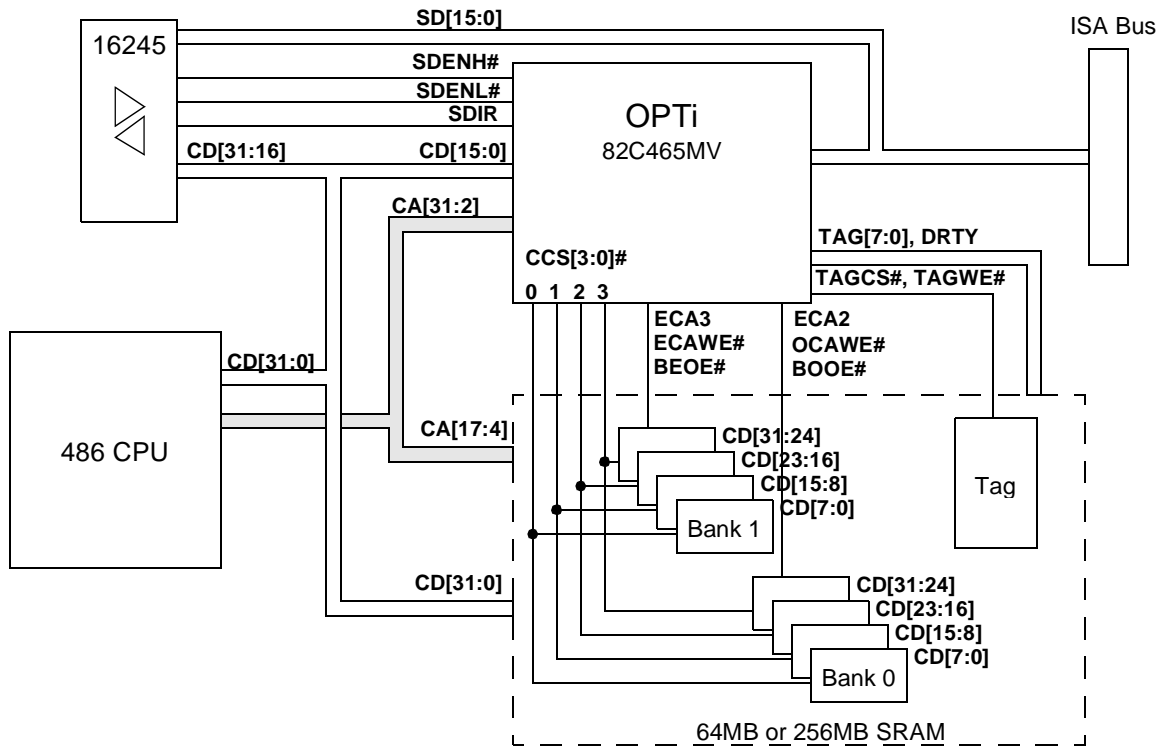 SD[15:0]
ISA Bus
16245
SDENH#
SDENL#
SDIR
OPTi
82C465MV
CD[31:16]
CD[15:0]
CA[31:2]
TAG[7:0], DRTY
CCS[3:0]#
TAGCS#, TAGWE#
0 1 2 3
ECA3
ECAWE#
BEOE#
ECA2
OCAWE#
BOOE#
CD[31:0]
486 CPU
CA[17:4]
CD[31:24]
CD[23:16]
CD[15:8]
CD[7:0]
Bank 1
Tag
CD[31:0]
CD[31:24]
CD[23:16]
CD[15:8]
CD[7:0]
Bank 0
64MB or 256MB SRAM